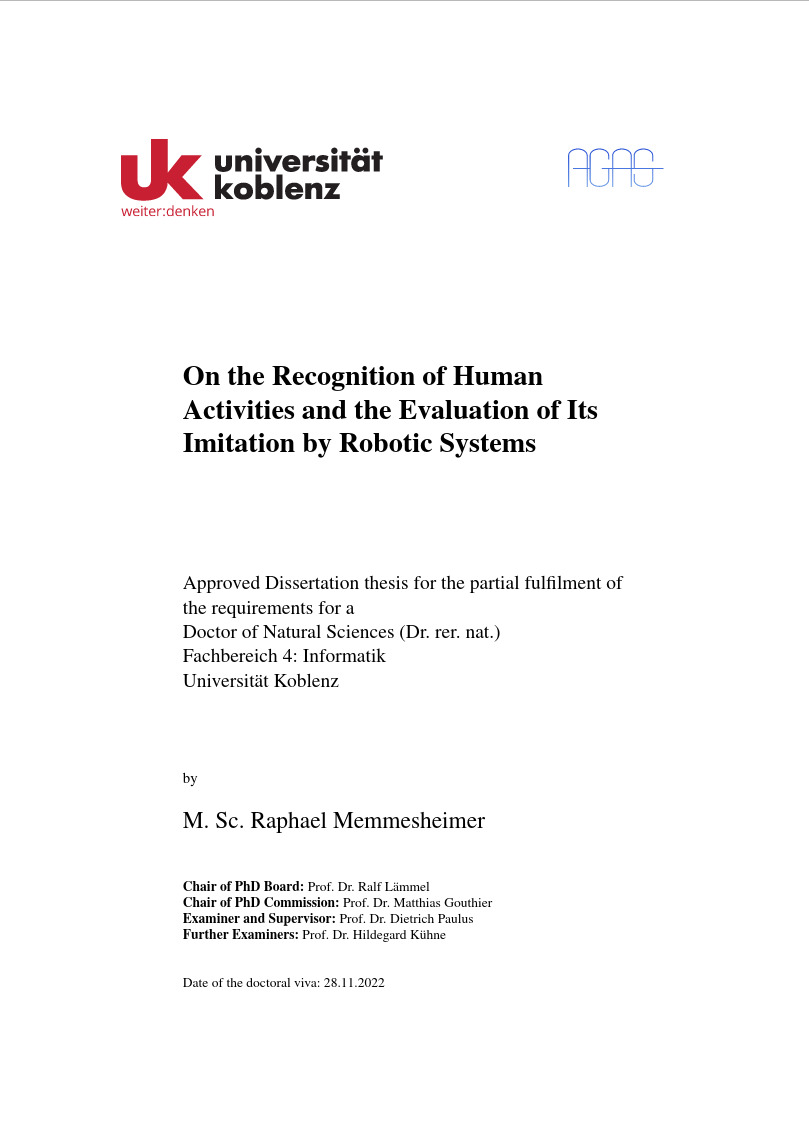 uk universität
koblenz
weiter:denken
AGAS
On the Recognition of Human
Activities and the Evaluation of Its
Imitation by Robotic Systems
Approved Dissertation thesis for the partial fulfilment of
the requirements for a
Doctor of Natural Sciences (Dr. rer. nat.)
Fachbereich 4: Informatik
Universität Koblenz
by
M. Sc. Raphael Memmesheimer
Chair of PhD Board: Prof. Dr. Ralf Lämmel
Chair of PhD Commission: Prof. Dr. Matthias Gouthier
Examiner and Supervisor: Prof. Dr. Dietrich Paulus
Further Examiners: Prof. Dr. Hildegard Kühne
Date of the doctoral viva: 28.11.2022